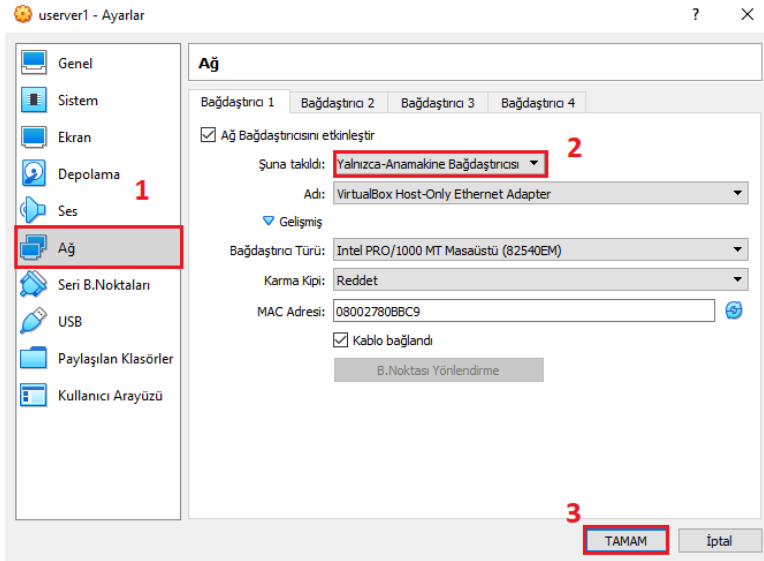 userver1 - Ayarlar
?
Genel
Sistem
Ekran
Depolama
1
Ses
Ağ
Seri B.Noktaları
USB
Paylaşılan Klasörler
Kullanıcı Arayüzü
Ağ
Bağdaştırıcı 1 Bağdaştırıcı 2 Bağdaştırıcı 3 Bağdaştırıcı 4
Ağ Bağdaştırıcısını etkinleştir
2
Şuna takıldı: Yalnızca-Anamakine Bağdaştırıcısı
Adı: VirtualBox Host-Only Ethernet Adapter
Gelişmiş
Bağdaştırıcı Türü: Intel PRO/1000 MT Masaüstü (82540EM)
Karma Kipi: Reddet
MAC Adresi: 08002780BBC9
Kablo bağlandı
B.Noktası Yönlendirme
3
TAMAM İptal